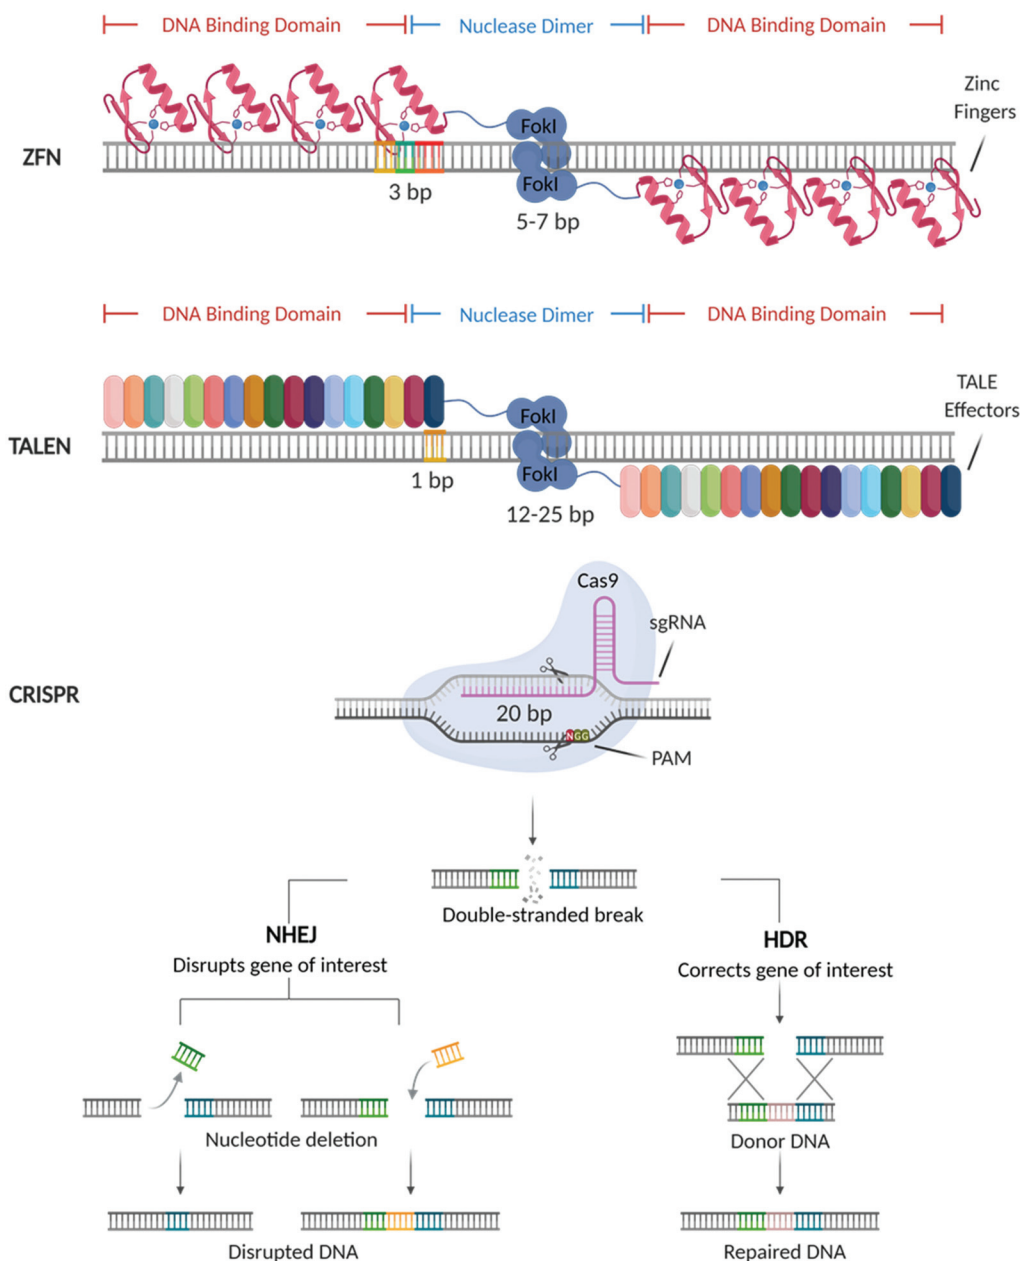 DNA Binding Domain
Nuclease Dimer
DNA Binding Domain
Zinc
Fingers
ZFN
FokI
FokI
3 bp
5-7 bp
DNA Binding Domain
Nuclease Dimer
DNA Binding Domain
TALE
Effectors
TALEN
FokI
FokI
1 bp
12-25 bp
Cas9
sgRNA
CRISPR
20 bp
NGG
PAM
Double-stranded break
NHEJ
Disrupts gene of interest
HDR
Corrects gene of interest
Nucleotide deletion
Donor DNA
Disrupted DNA
Repaired DNA